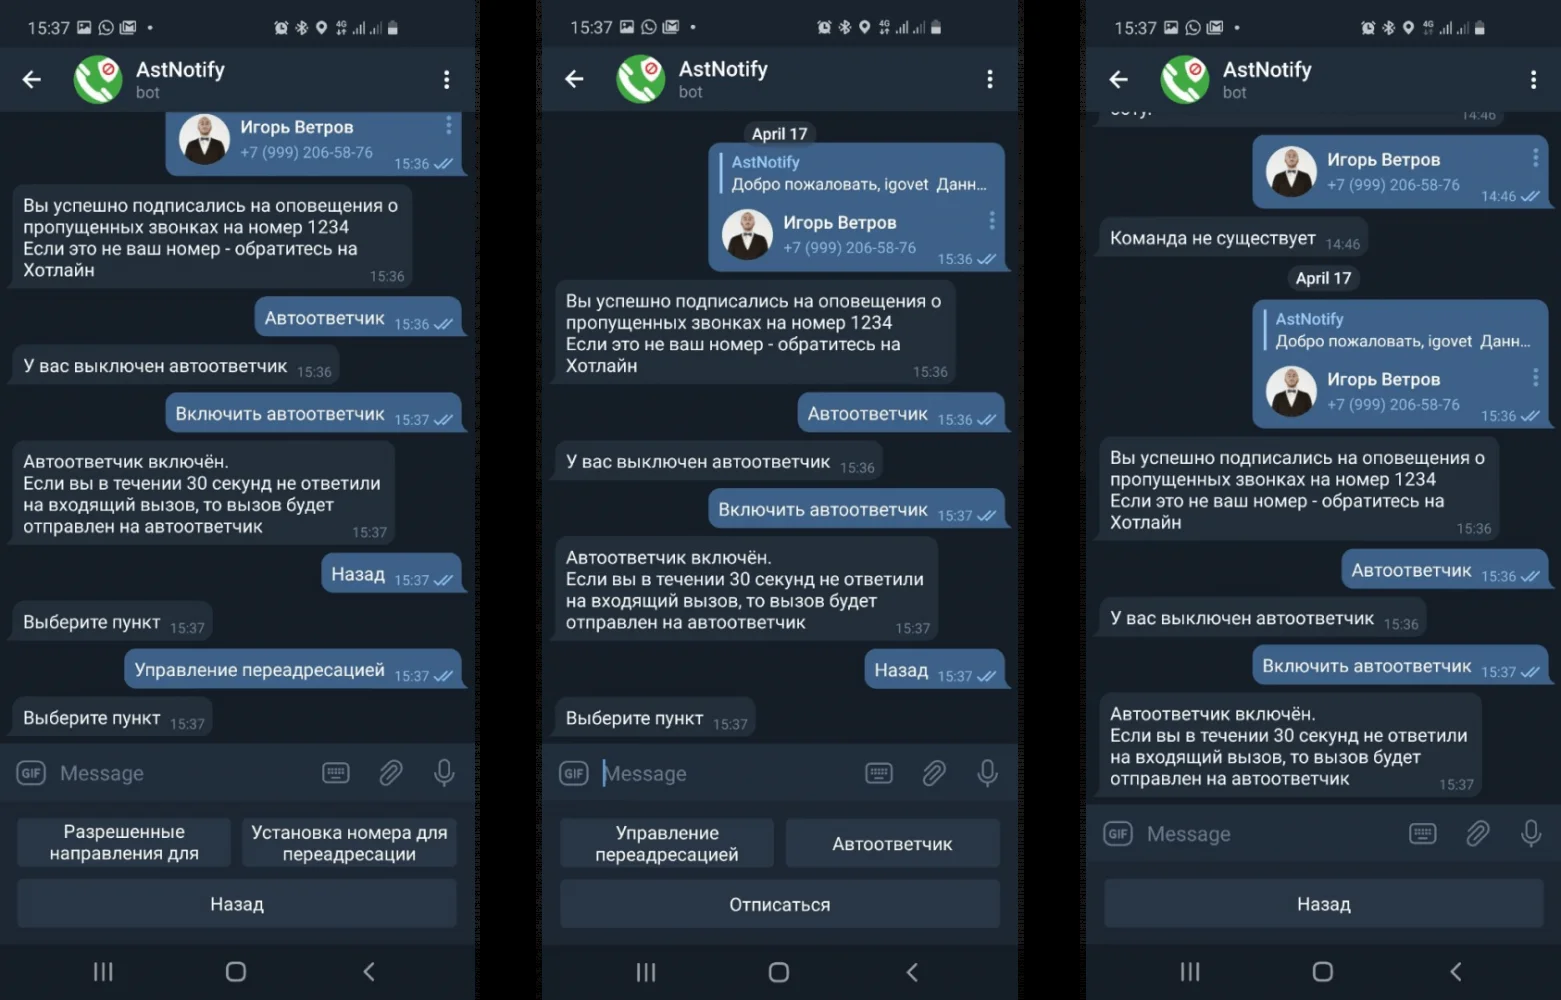 15:37
AstNotify
bot
Игорь Ветров
+7 (999) 206-58-76
15:36
Вы успешно подписались на оповещения о
пропущенных звонках на номер 1234
Если это не ваш номер - обратитесь на
Хотлайн
15:36
Автоответчик 15:36
У вас выключен автоответчик 15:36
Включить автоответчик 15:37
Автоответчик включён.
Если вы в течении 30 секунд не ответили
на входящий вызов, то вызов будет
отправлен на автоответчик
15:37
Назад 15:37
Выберите пункт 15:37
Управление переадресацией 15:37
Выберите пункт 15:37
GIF Message
Разрешенные
направления для
Установка номера для
переадресации
Назад
15:37
4G
AstNotify
bot
April 17
AstNotify
Добро пожаловать, igovet Данн...
Игорь Ветров
+7 (999) 206-58-76
15:36
Вы успешно подписались на оповещения о
пропущенных звонках на номер 1234
Если это не ваш номер - обратитесь на
Хотлайн
15:36
Автоответчик 15:36
У вас выключен автоответчик 15:36
Включить автоответчик 15:37
Автоответчик включён.
Если вы в течении 30 секунд не ответили
на входящий вызов, то вызов будет
отправлен на автоответчик
15:37
Назад 15:37
Выберите пункт 15:37
GIF Message
Управление
переадресацией
Автоответчик
Отписаться
15:37
4G
AstNotify
bot
14:46
Игорь Ветров
+7 (999) 206-58-76
14:46
Команда не существует 14:46
April 17
AstNotify
Добро пожаловать, igovet Данн...
Игорь Ветров
+7 (999) 206-58-76
15:36
Вы успешно подписались на оповещения о
пропущенных звонках на номер 1234
Если это не ваш номер - обратитесь на
Хотлайн
15:36
Автоответчик 15:36
У вас выключен автоответчик 15:36
Включить автоответчик 15:37
Автоответчик включён.
Если вы в течении 30 секунд не ответили
на входящий вызов, то вызов будет
отправлен на автоответчик
15:37
GIF Message
Назад